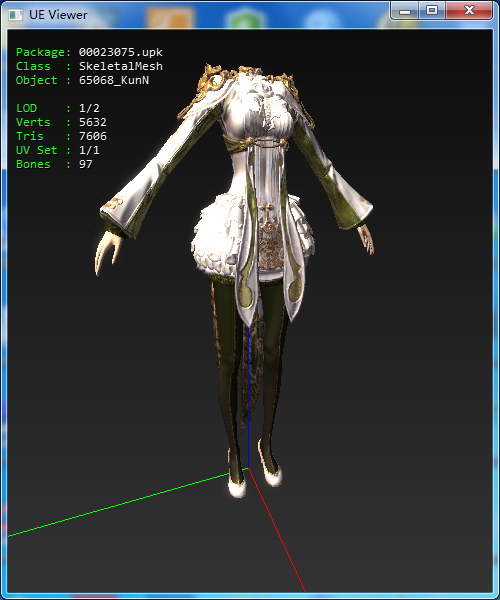 UE Viewer
Package: 00023075.upk
Class : SkeletalMesh
Object : 65068_KunN
LOD : 1/2
Verts : 5632
Tris : 7606
UV Set : 1/1
Bones : 97